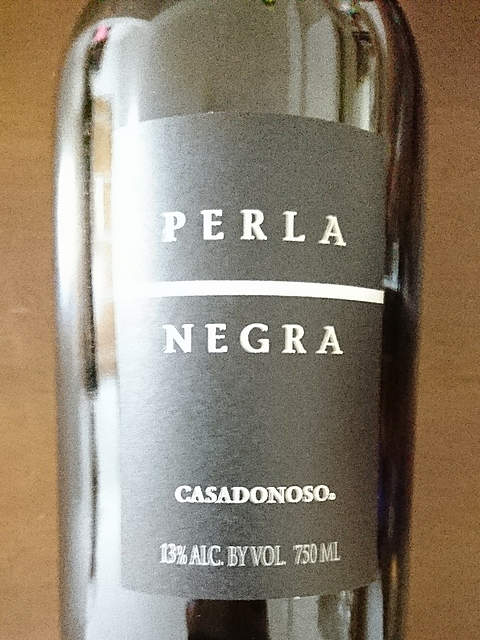 PERLA
NEGRA
CASADONOSO®
13% ALC. BY VOL. 750 ML